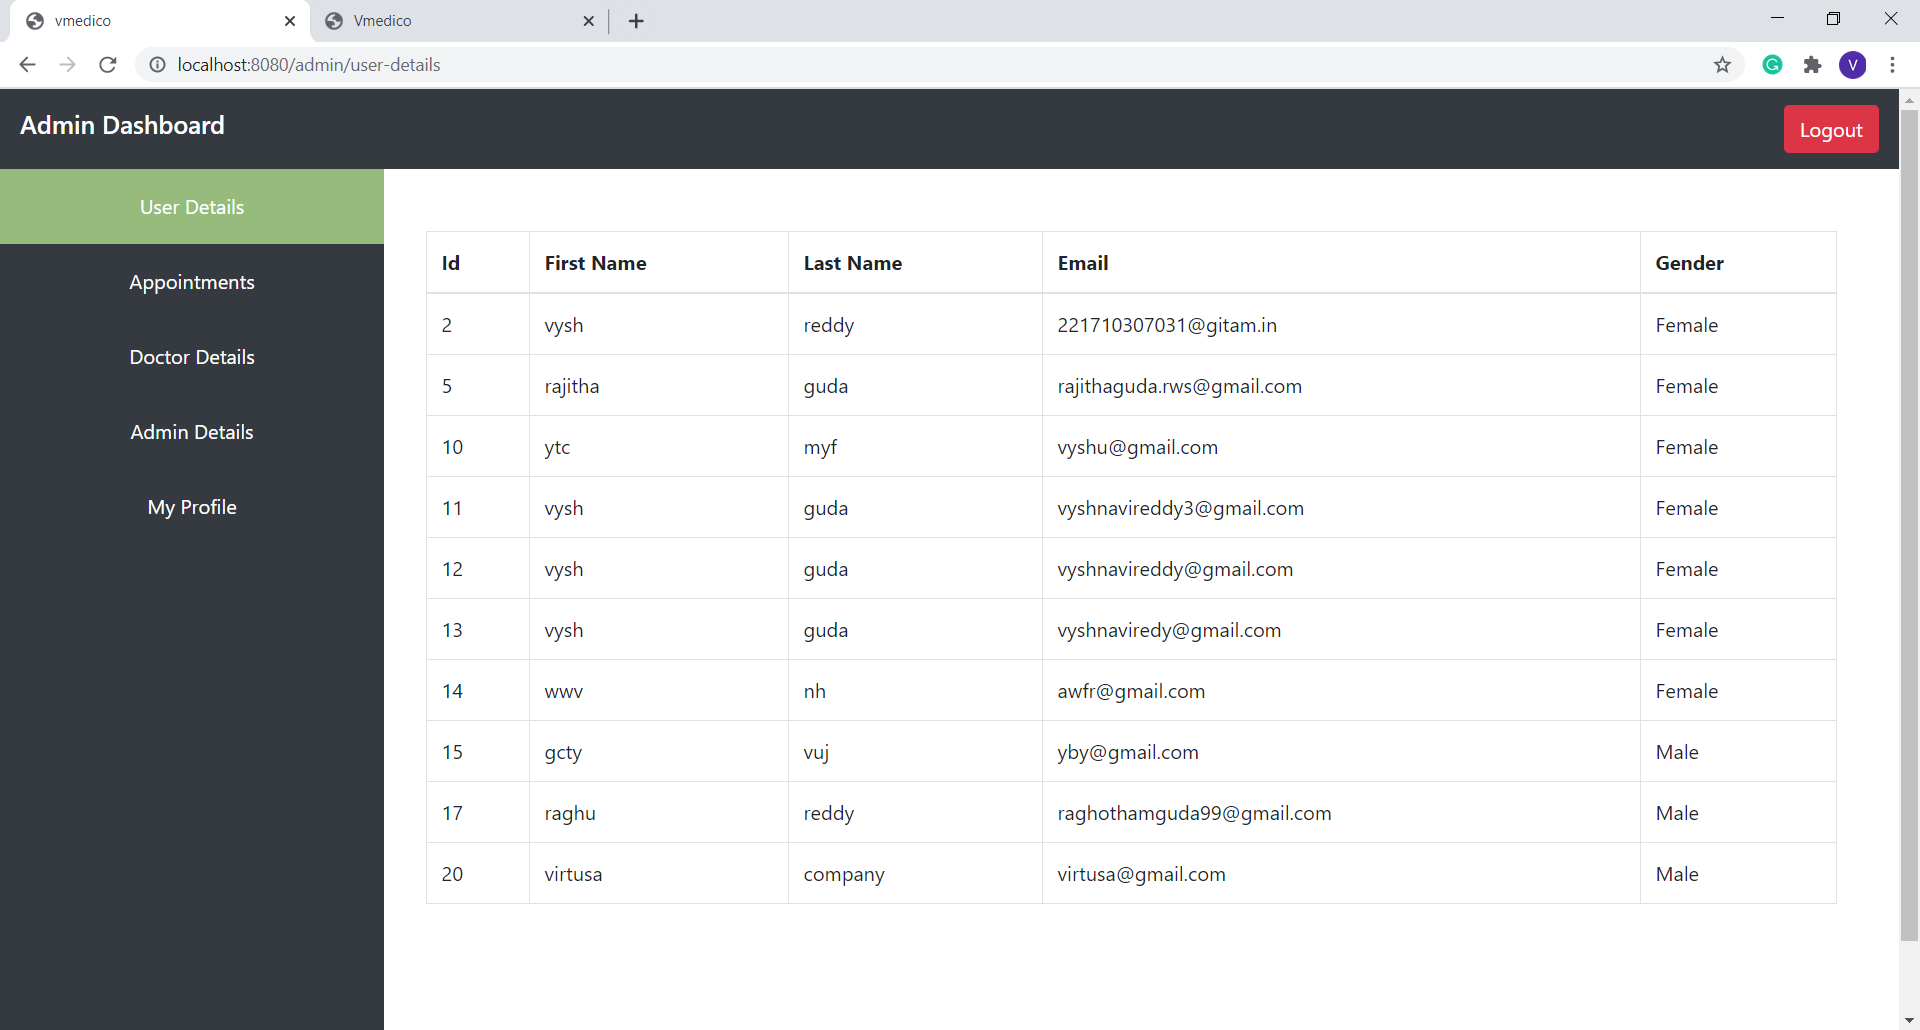 vmedico
Vmedico
localhost:8080/admin/user-details
V
Admin Dashboard
Logout
User Details
Appointments
Doctor Details
Admin Details
My Profile
Id First Name Last Name Email Gender
2 vysh reddy 221710307031@gitam.in Female
5 rajitha guda rajithaguda.rws@gmail.com Female
10 ytc myf vyshu@gmail.com Female
11 vysh guda vyshnavireddy3@gmail.com Female
12 vysh guda vyshnavireddy@gmail.com Female
13 vysh guda vyshnaviredy@gmail.com Female
14 wwv nh awfr@gmail.com Female
15 gcty vuj yby@gmail.com Male
17 raghu reddy raghothamguda99@gmail.com Male
20 virtusa company virtusa@gmail.com Male